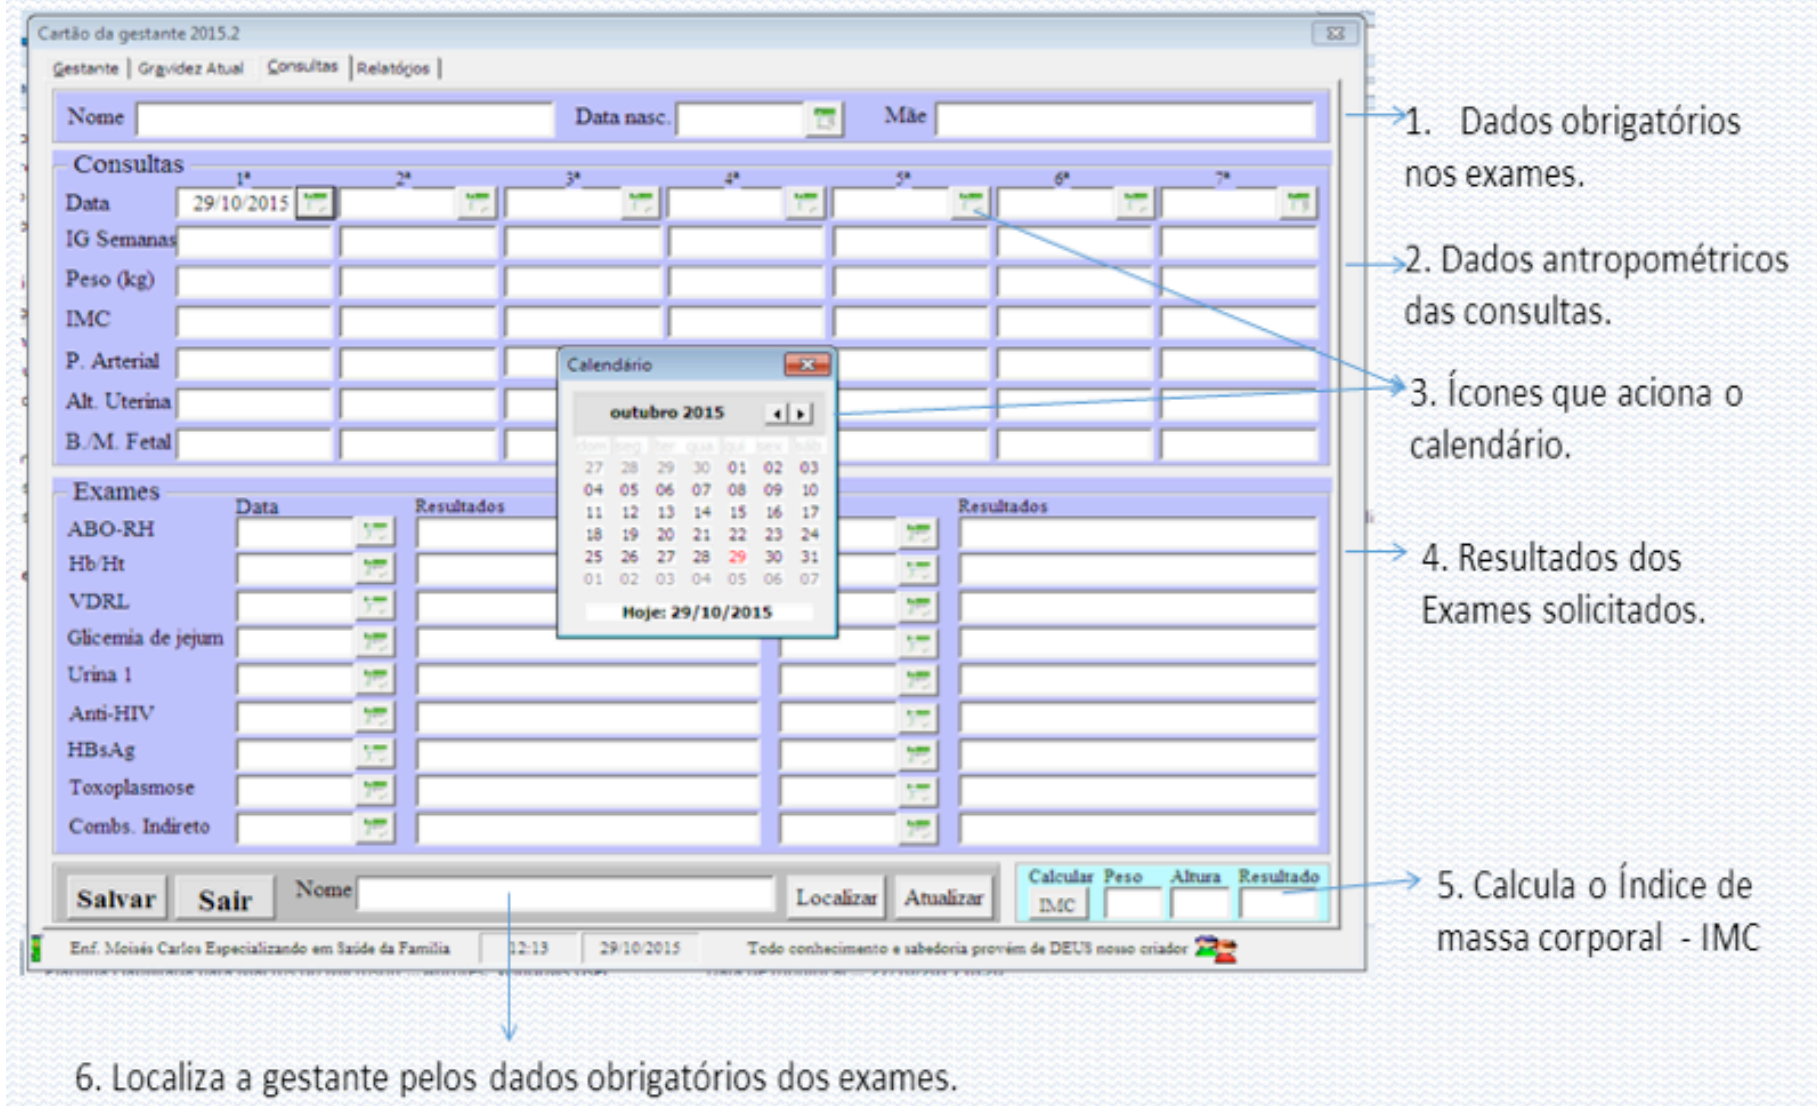 Cartão da gestante 2015.2
Gestante Gravidez Atual Consultas Relatórios
Nome Data nasc. Mãe
Consultas
1ª 2ª 3ª 4ª 5ª 6ª 7ª
Data 29/10/2015
IG Semanas
Peso (kg)
IMC
P. Arterial
Alt. Uterina
B./M. Fetal
Calendário
outubro 2015
dom seg ter qua qui sex sáb
27 28 29 30 01 02 03
04 05 06 07 08 09 10
11 12 13 14 15 16 17
18 19 20 21 22 23 24
25 26 27 28 29 30 31
01 02 03 04 05 06 07
Hoje: 29/10/2015
Exames
Data Resultados Resultados
ABO-RH
Hb/Ht
VDRL
Glicemia de jejum
Urina 1
Anti-HIV
HBsAg
Toxoplasmose
Combs. Indireto
Salvar Sair Nome Localizar Atualizar
Calcular Peso Altura Resultado
IMC
Enf. Moisés Carlos Especializando em Saúde da Família 12:13 29/10/2015 Todo conhecimento e sabedoria provém de DEUS nosso criador
1. Dados obrigatórios
nos exames.
2. Dados antropométricos
das consultas.
3. Ícones que aciona o
calendário.
4. Resultados dos
Exames solicitados.
5. Calcula o Índice de
massa corporal - IMC
6. Localiza a gestante pelos dados obrigatórios dos exames.